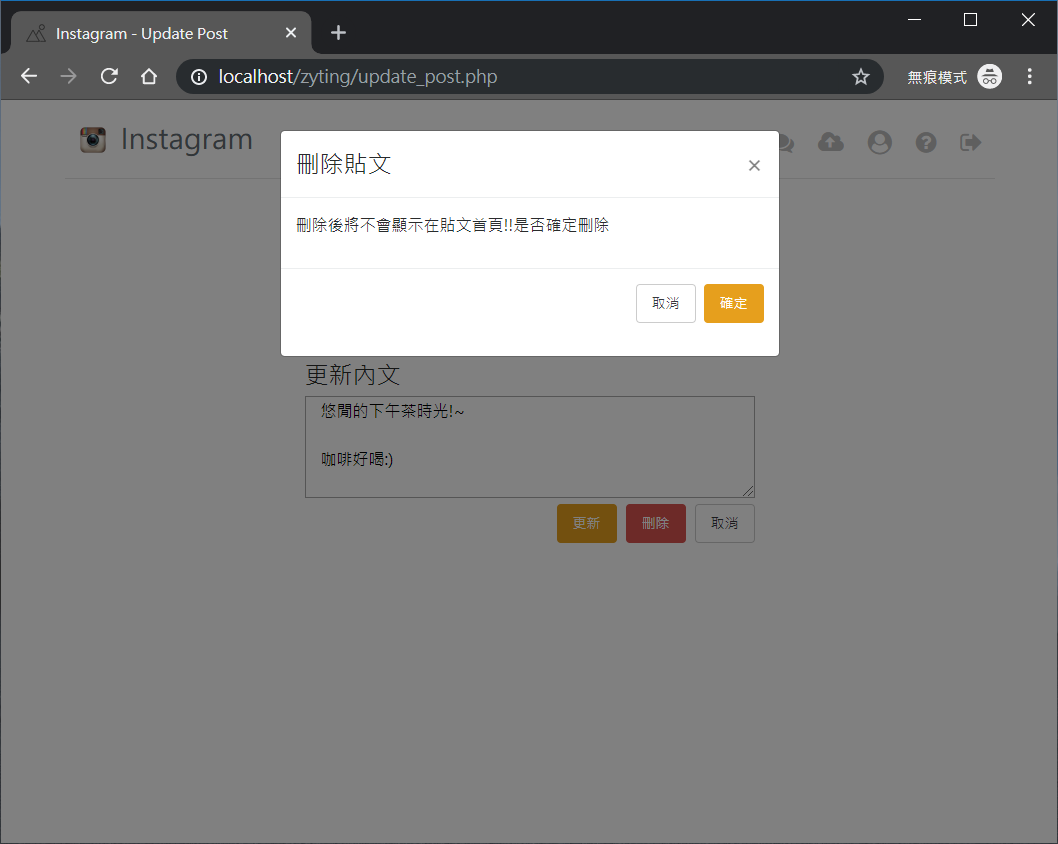 Instagram - Update Post
localhost/zyting/update_post.php
無痕模式
Instagram
刪除貼文
刪除後將不會顯示在貼文首頁!!是否確定刪除
取消 確定
更新內文
悠閒的下午茶時光!~
咖啡好喝:)
更新 刪除 取消